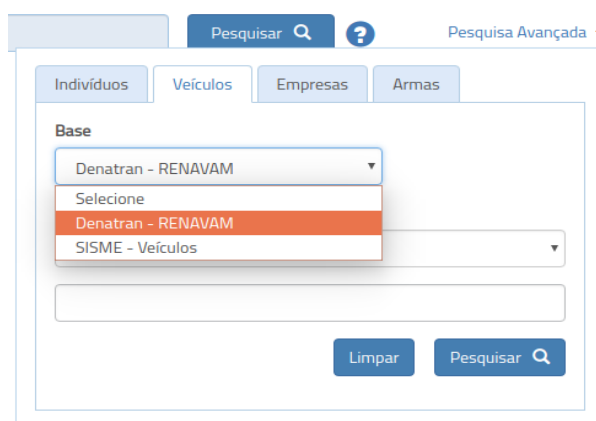 Pesquisar ? Pesquisa Avançada
Indivíduos Veículos Empresas Armas
Base
Denatran - RENAVAM
Selecione
Denatran - RENAVAM
SISME - Veículos
Limpar Pesquisar